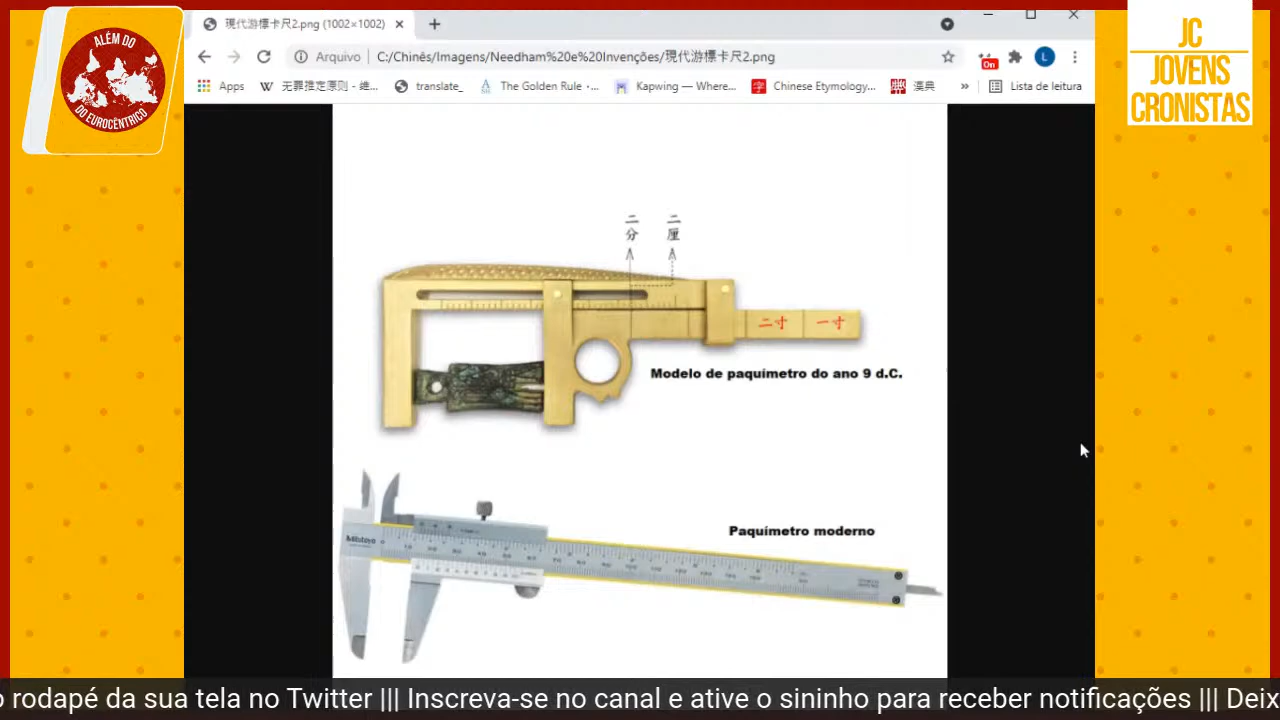 ALÉM DO
DO EUROCÊNTRICO
JC
JOVENS
CRONISTAS
現代游標卡尺2.png (1002×1002)
Arquivo
C:/Chinês/Imagens/Needham%20e%20Invenções/現代游標卡尺2.png
On
L
Apps
W 无罪推定原则 - 維...
translate_
The Golden Rule · ...
Kapwing — Where...
Chinese Etymology...
漢典
»
Lista de leitura
二分
二厘
二寸
一寸
Modelo de paquímetro do ano 9 d.C.
Paquímetro moderno
Mitutoyo
o rodapé da sua tela no Twitter ||| Inscreva-se no canal e ative o sininho para receber notificações ||| Deix